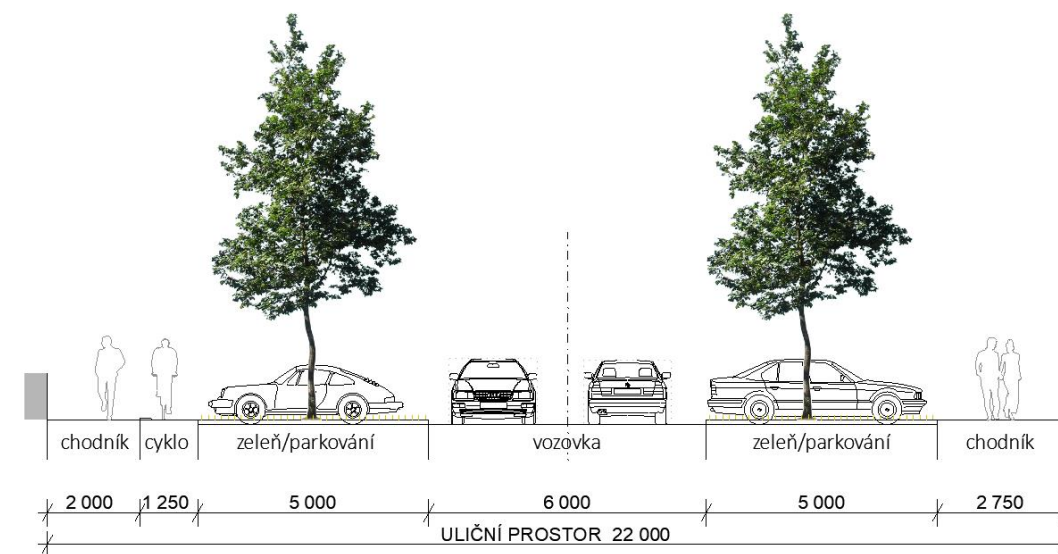 chodník cyklo zeleň/parkování vozovka zeleň/parkování chodník
2 000 1 250 5 000 6 000 5 000 2 750
ULIČNÍ PROSTOR 22 000